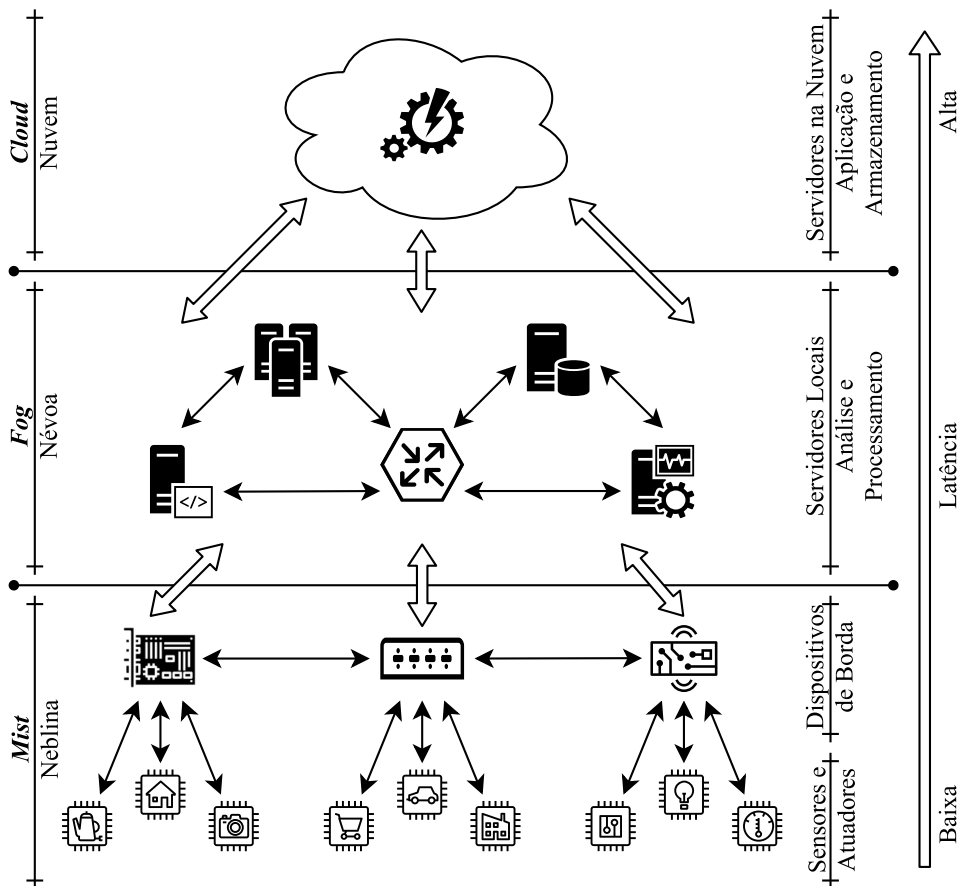 Cloud
Nuvem
Servidores na Nuvem
Aplicação e
Armazenamento
Alta
Fog
Névoa
</>
Servidores Locais
Análise e
Processamento
Latência
Mist
Neblina
Dispositivos
de Borda
Sensores e
Atuadores
Baixa